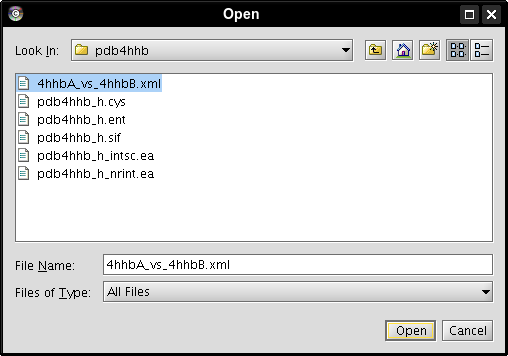 Open
Look In: pdb4hhb
4hhbA_vs_4hhbB.xml
pdb4hhb_h.cys
pdb4hhb_h.ent
pdb4hhb_h.sif
pdb4hhb_h_intsc.ea
pdb4hhb_h_nrint.ea
File Name: 4hhbA_vs_4hhbB.xml
Files of Type: All Files
Open Cancel